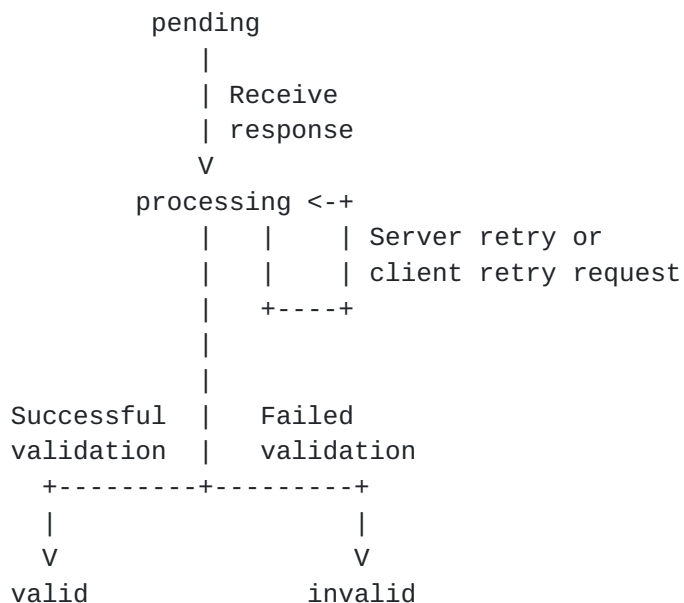 pending
|
| Receive
| response
V
processing <-+
| | | Server retry or
| | | client retry request
| +----+
|
|
Successful | Failed
validation | validation
+---------+---------+
| |
V V
valid invalid